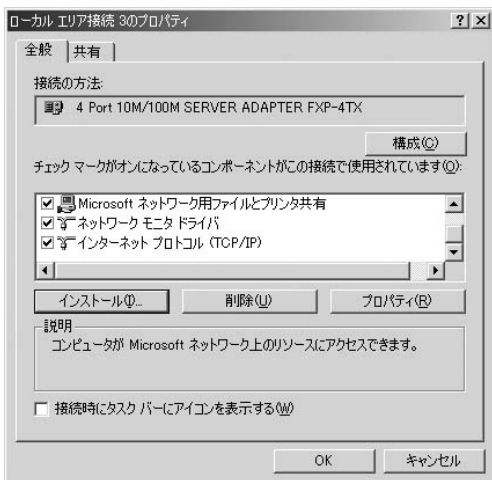 ローカル エリア接続 3のプロパティ
全般
共有
接続の方法:
4 Port 10M/100M SERVER ADAPTER FXP-4TX
構成(C)
チェック マークがオンになっているコンポーネントがこの接続で使用されています(O):
Microsoft ネットワーク用ファイルとプリンタ共有
ネットワーク モニタ ドライバ
インターネット プロトコル (TCP/IP)
インストール(I)...
削除(U)
プロパティ(R)
説明
コンピュータが Microsoft ネットワーク上のリソースにアクセスできます。
接続時にタスク バーにアイコンを表示する(W)
OK
キャンセル